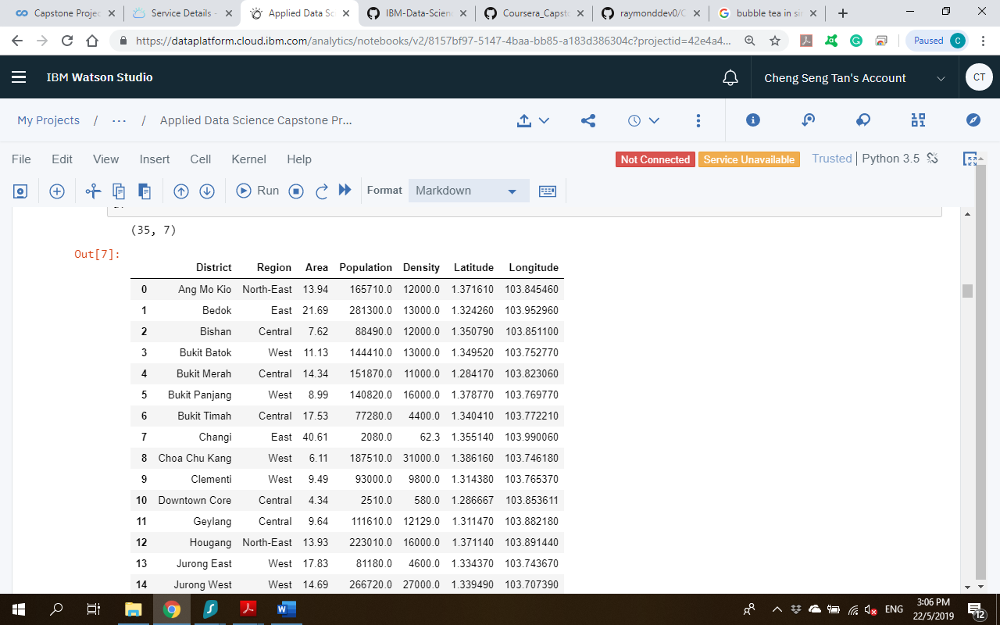 Capstone Projec
Service Details -
Applied Data Sc
IBM-Data-Scien
Coursera_Capst
raymonddev0/C
bubble tea in si
https://dataplatform.cloud.ibm.com/analytics/notebooks/v2/8157bf97-5147-4baa-bb85-a183d386304c?projectid=42e4a4... Paused C
IBM Watson Studio Cheng Seng Tan's Account CT
My Projects / ... / Applied Data Science Capstone Pr...
File Edit View Insert Cell Kernel Help Not Connected Service Unavailable Trusted Python 3.5
Run Format Markdown
(35, 7)
Out[7]:
District Region Area Population Density Latitude Longitude
0 Ang Mo Kio North-East 13.94 165710.0 12000.0 1.371610 103.845460
1 Bedok East 21.69 281300.0 13000.0 1.324260 103.952960
2 Bishan Central 7.62 88490.0 12000.0 1.350790 103.851100
3 Bukit Batok West 11.13 144410.0 13000.0 1.349520 103.752770
4 Bukit Merah Central 14.34 151870.0 11000.0 1.284170 103.823060
5 Bukit Panjang West 8.99 140820.0 16000.0 1.378770 103.769770
6 Bukit Timah Central 17.53 77280.0 4400.0 1.340410 103.772210
7 Changi East 40.61 2080.0 62.3 1.355140 103.990060
8 Choa Chu Kang West 6.11 187510.0 31000.0 1.386160 103.746180
9 Clementi West 9.49 93000.0 9800.0 1.314380 103.765370
10 Downtown Core Central 4.34 2510.0 580.0 1.286667 103.853611
11 Geylang Central 9.64 111610.0 12129.0 1.311470 103.882180
12 Hougang North-East 13.93 223010.0 16000.0 1.371140 103.891440
13 Jurong East West 17.83 81180.0 4600.0 1.334370 103.743670
14 Jurong West West 14.69 266720.0 27000.0 1.339490 103.707390
ENG
3:06 PM
22/5/2019
12